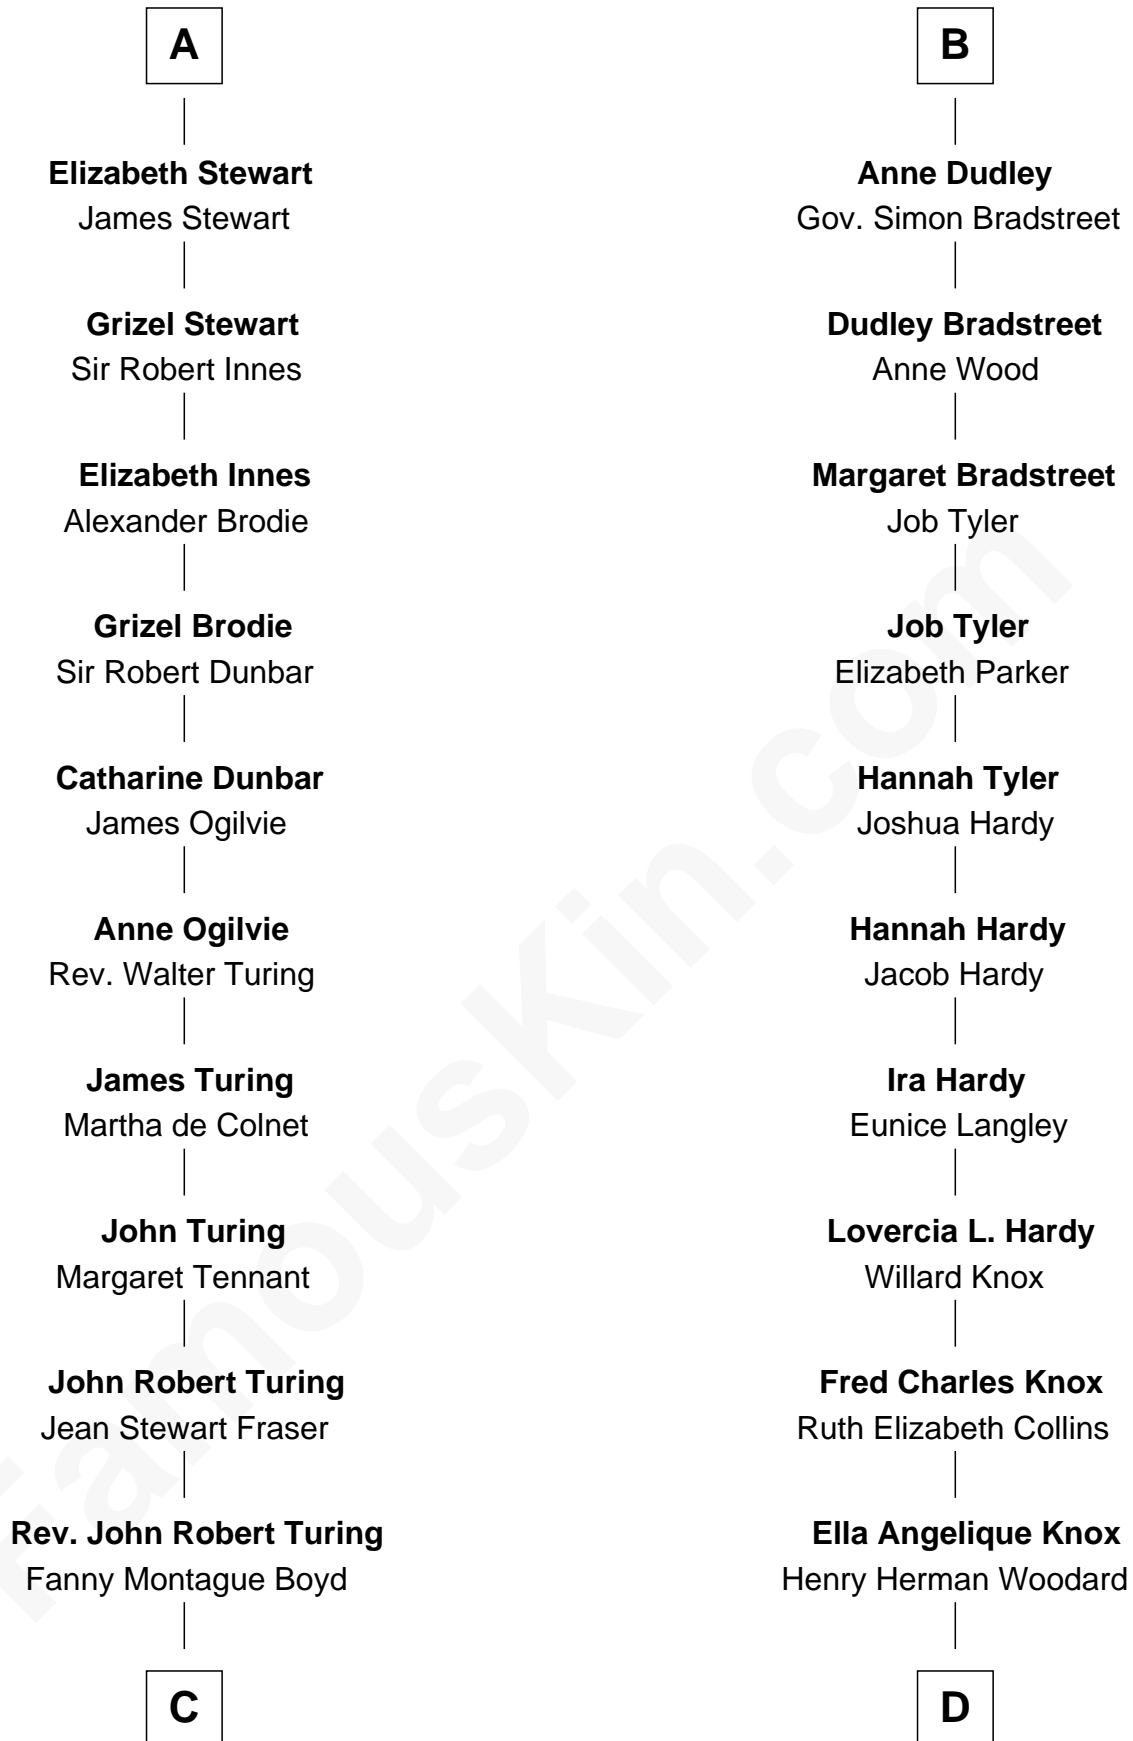 A
Elizabeth Stewart
James Stewart
Grizel Stewart
Sir Robert Innes
Elizabeth Innes
Alexander Brodie
Grizel Brodie
Sir Robert Dunbar
Catharine Dunbar
James Ogilvie
Anne Ogilvie
Rev. Walter Turing
James Turing
Martha de Colnet
John Turing
Margaret Tennant
John Robert Turing
Jean Stewart Fraser
Rev. John Robert Turing
Fanny Montague Boyd
C
B
Anne Dudley
Gov. Simon Bradstreet
Dudley Bradstreet
Anne Wood
Margaret Bradstreet
Job Tyler
Job Tyler
Elizabeth Parker
Hannah Tyler
Joshua Hardy
Hannah Hardy
Jacob Hardy
Ira Hardy
Eunice Langley
Lovercia L. Hardy
Willard Knox
Fred Charles Knox
Ruth Elizabeth Collins
Ella Angelique Knox
Henry Herman Woodard
D
FamousKin.com